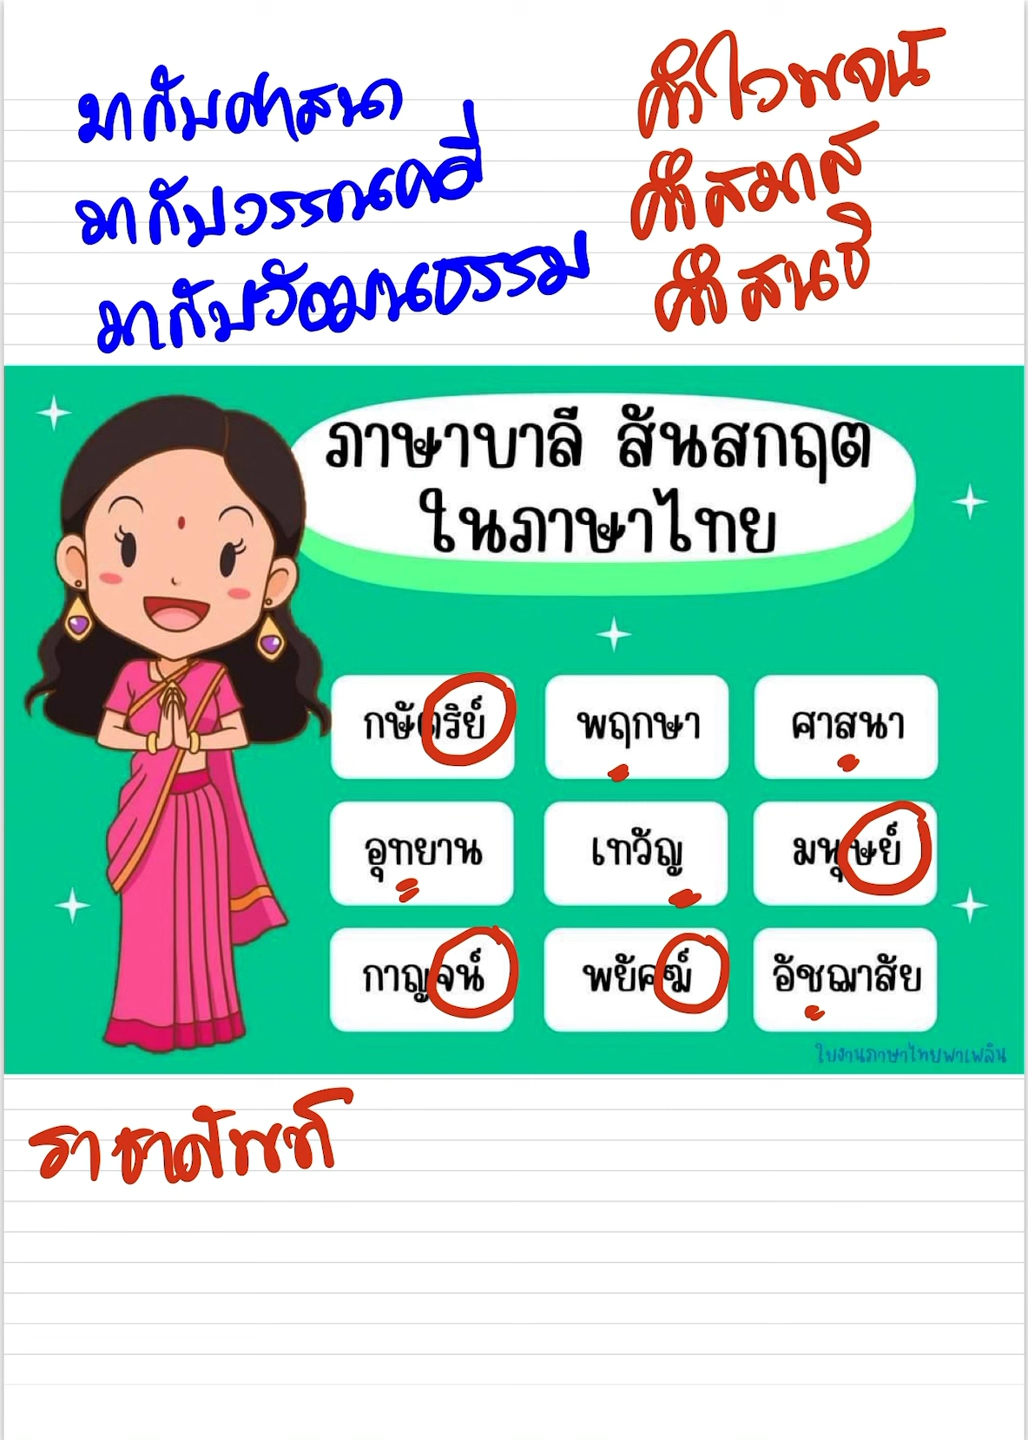 มากับศาสนา
มากับวรรณคดี
มากับวัฒนธรรม
คำไวพจน์
คำสมาส
คำสนธิ
ภาษาบาลี สันสกฤต
ในภาษาไทย
กษัตริย์ พฤกษา ศาสนา
อุทยาน เทวัญ มนุษย์
กาญจน์ พยัคฆ์ อัชฌาสัย
ใบงานภาษาไทยพาเพลิน
ราชาศัพท์